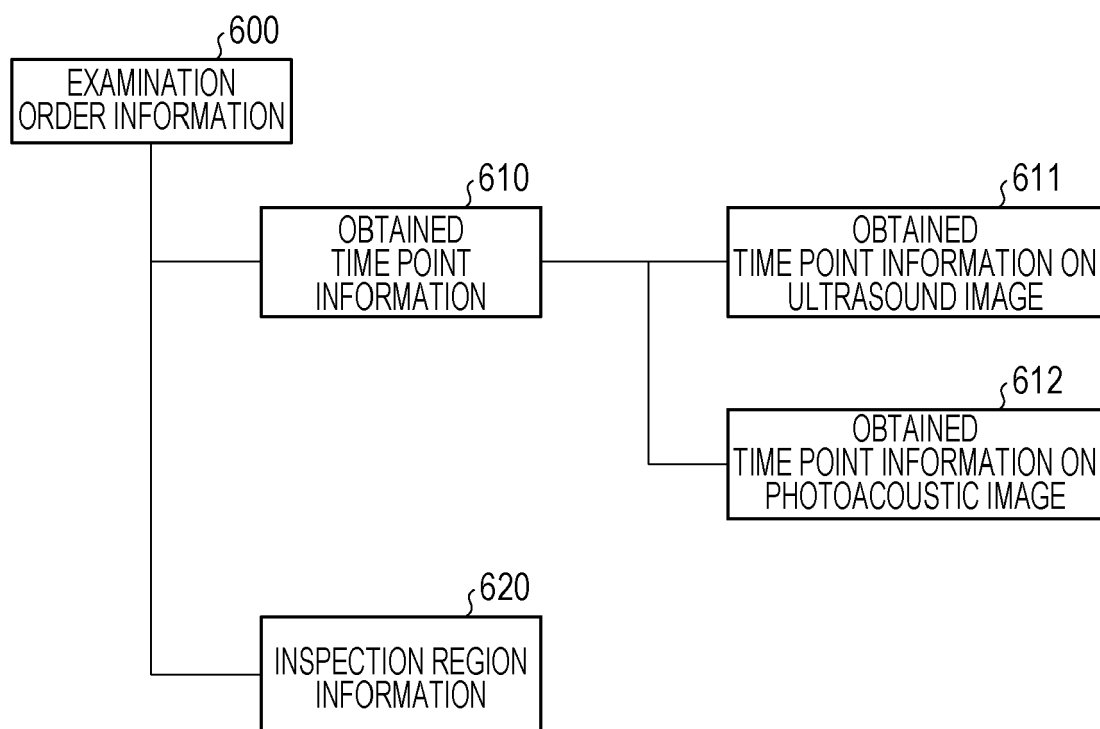 600
EXAMINATION
ORDER INFORMATION
610
OBTAINED
TIME POINT
INFORMATION
611
OBTAINED
TIME POINT INFORMATION ON
ULTRASOUND IMAGE
612
OBTAINED
TIME POINT INFORMATION ON
PHOTOACOUSTIC IMAGE
620
INSPECTION REGION
INFORMATION